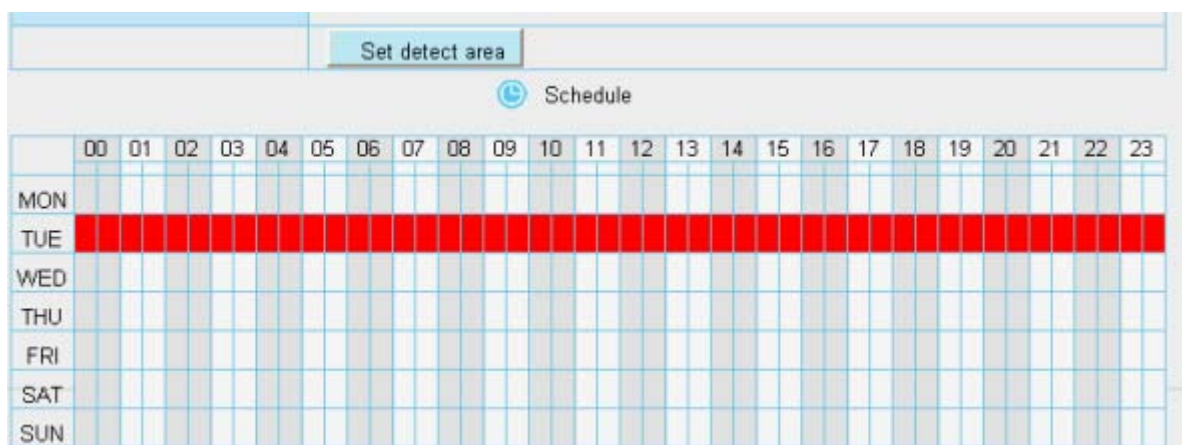 Set detect area
Schedule
00 01 02 03 04 05 06 07 08 09 10 11 12 13 14 15 16 17 18 19 20 21 22 23
MON
TUE
WED
THU
FRI
SAT
SUN